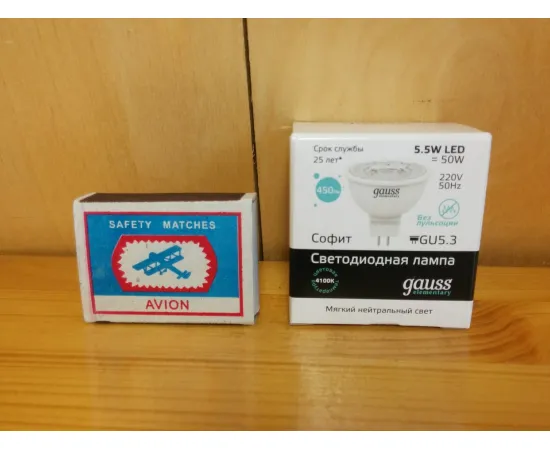 SAFETY MATCHES
AVION
Срок службы
25 лет*
5.5W LED
= 50W
450лм
gauss
220V
50Hz
Без
пульсации
Софит
GU5.3
Светодиодная лампа
4100K
gauss
elementary
Мягкий нейтральный свет